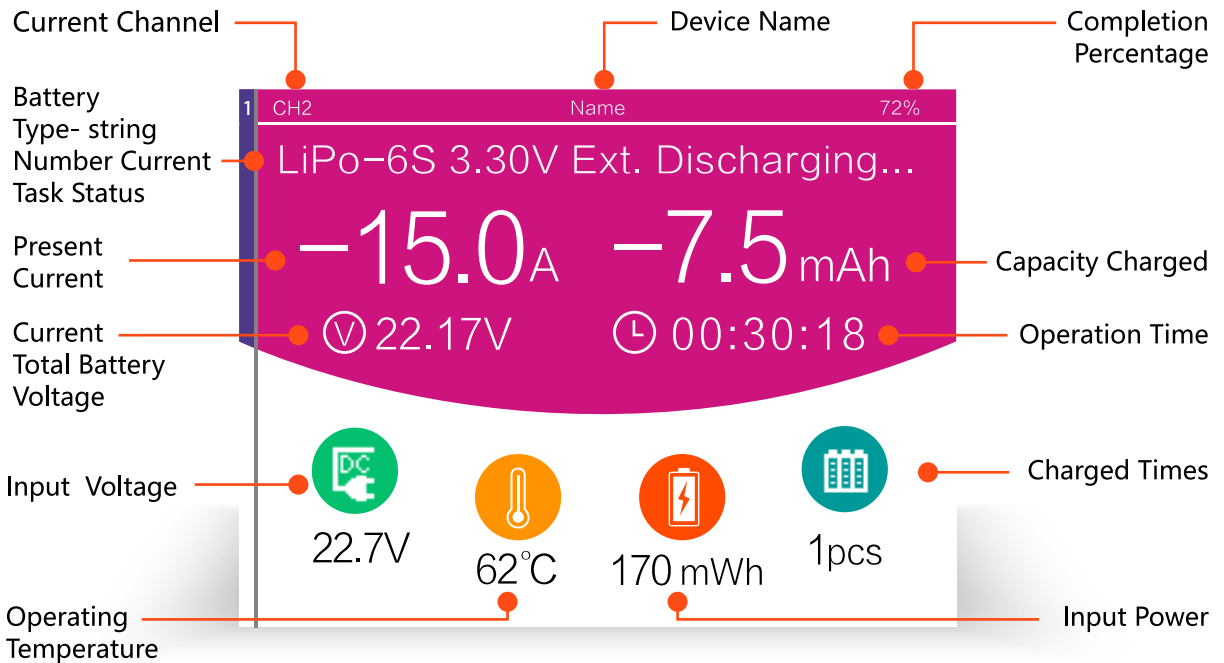 Current Channel
Device Name
Completion
Percentage
Battery
Type- string
Number Current
Task Status
1
CH2
Name
72%
LiPo-6S 3.30V Ext. Discharging...
Present
Current
-15.0A
-7.5mAh
Capacity Charged
Current
Total Battery
Voltage
V 22.17V
00:30:18
Operation Time
Input Voltage
DC
22.7V
62°C
170 mWh
1pcs
Charged Times
Operating
Temperature
Input Power